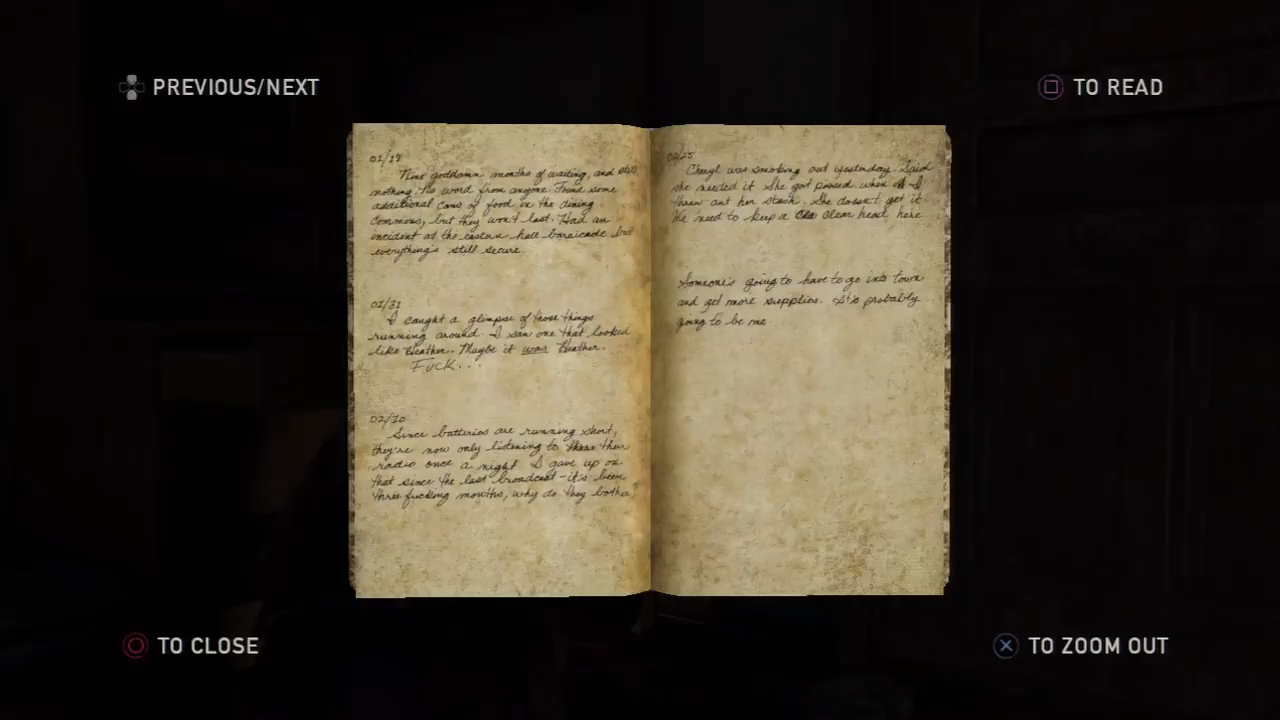 PREVIOUS/NEXT
TO READ
01/17
Nine goddamn months of waiting, and still,
nothing. No word from anyone. Found some
additional cans of food in the dining
commons, but they won't last. Had an
incident at the eastern hall barricade but
everything's still secure.
01/31
I caught a glimpse of those things
running around. I saw one that looked
like Heather. Maybe it was Heather.
Fuck...
02/10
Since batteries are running short,
they're now only listening to their
radio once a night. I gave up on
that since the last broadcast - it's been
three fucking months, why do they bother?
02/25
Cheryl was smoking out yesterday. Said
she needed it. She got pissed when I
threw out her stash. She doesn't get it.
We need to keep a clear head here
Someone's going to have to go into town
and get more supplies. It's probably
going to be me.
TO CLOSE
TO ZOOM OUT